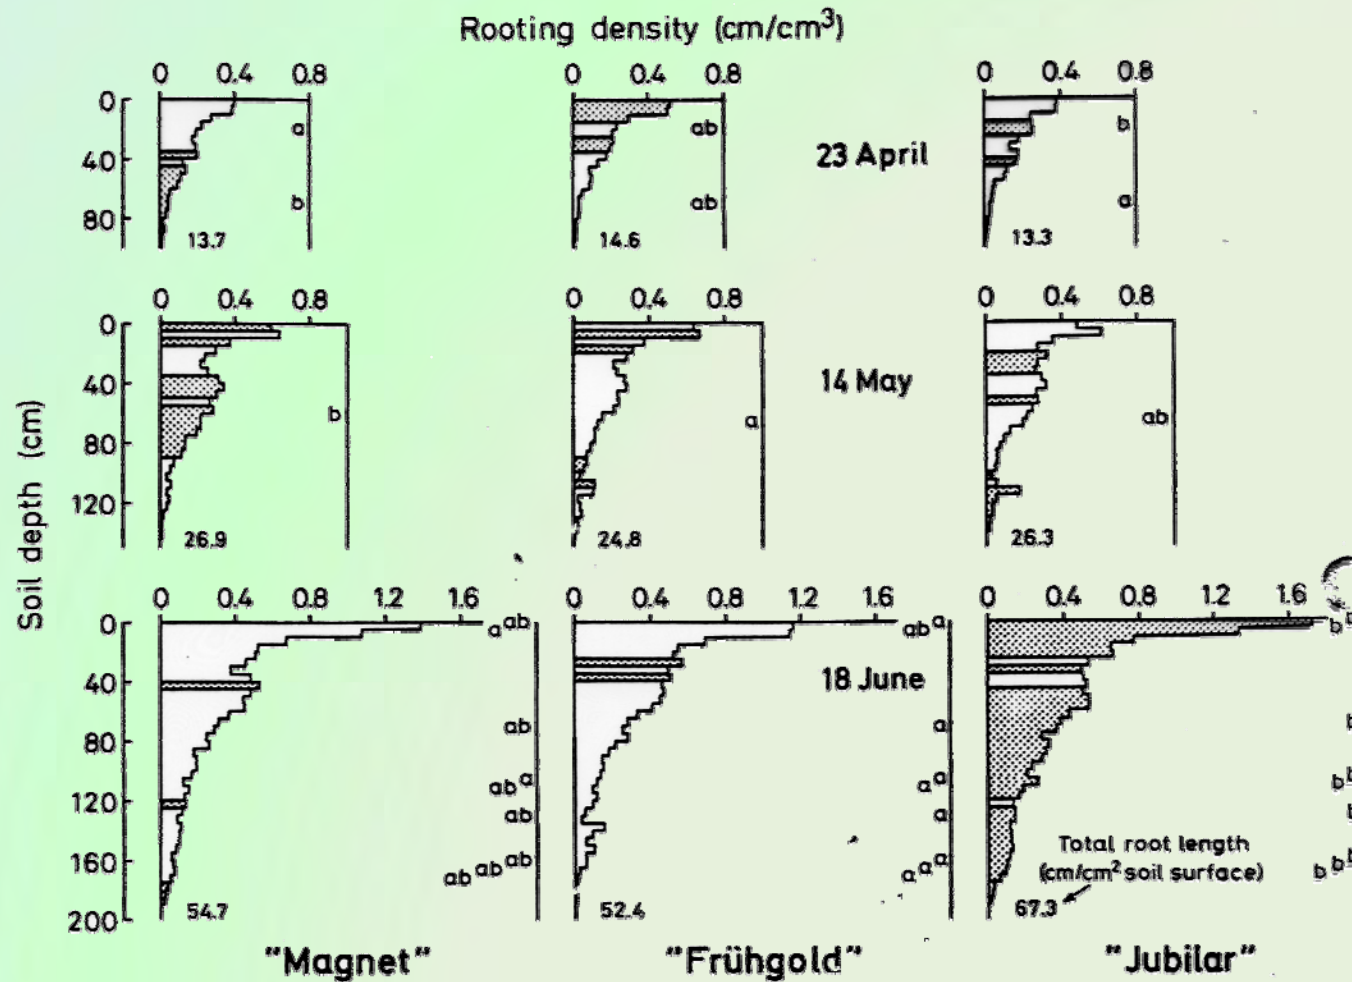 Rooting density (cm/cm³)
0 0.4 0.8
0 0.4 0.8
0 0.4 0.8
0
40
80
a
b
13.7
ab
ab
14.6
23 April
b
a
13.3
0 0.4 0.8
0 0.4 0.8
0 0.4 0.8
0
40
80
120
b
26.9
a
24.8
14 May
ab
26.3
Soil depth (cm)
0 0.4 0.8 1.2 1.6
0 0.4 0.8 1.2 1.6
0 0.4 0.8 1.2 1.6
0
40
80
120
160
200
a ab
ab
ab a
ab
ab ab ab
54.7
ab a
a
a a
a
a a a
52.4
18 June
b b
b
b b
b
b b b
Total root length
(cm/cm² soil surface)
67.3
"Magnet"
"Frühgold"
"Jubilar"